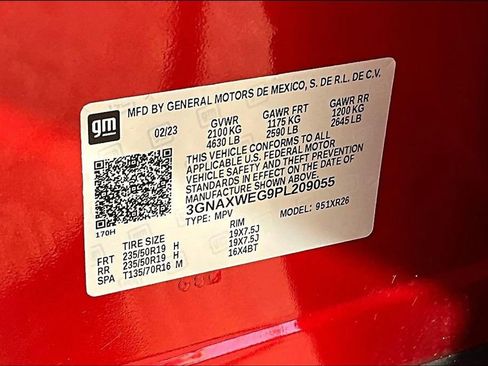 gm
MFD BY GENERAL MOTORS DE MEXICO, S. DE R.L. DE C.V.
02/23 GVWR GAWR FRT GAWR RR
2100 KG 1175 KG 1200 KG
4630 LB 2590 LB 2645 LB
THIS VEHICLE CONFORMS TO ALL
APPLICABLE U.S. FEDERAL MOTOR
VEHICLE SAFETY AND THEFT PREVENTION
STANDARDS IN EFFECT ON THE DATE OF
MANUFACTURE SHOWN ABOVE.
3GNAXWEG9PL209055
TYPE: MPV MODEL: 951XR26
170H
TIRE SIZE RIM
FRT 235/50R19 H 19X7.5J
RR 235/50R19 H 19X7.5J
SPA T135/70R16 M 16X4BT